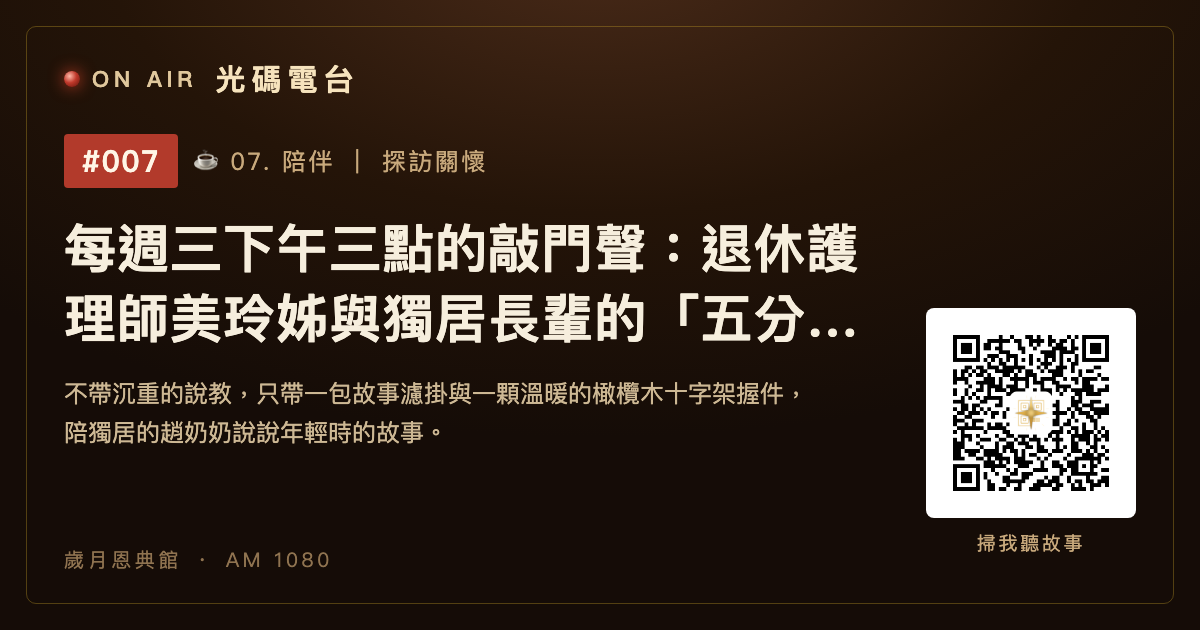 ON AIR 光碼電台
#007 ☕ 07. 陪伴 ｜ 探訪關懷
每週三下午三點的敲門聲：退休護
理師美玲姊與獨居長輩的「五分...
不帶沉重的說教，只帶一包故事濾掛與一顆溫暖的橄欖木十字架握件，
陪獨居的趙奶奶說說年輕時的故事。
掃我聽故事
歲月恩典館 · AM 1080